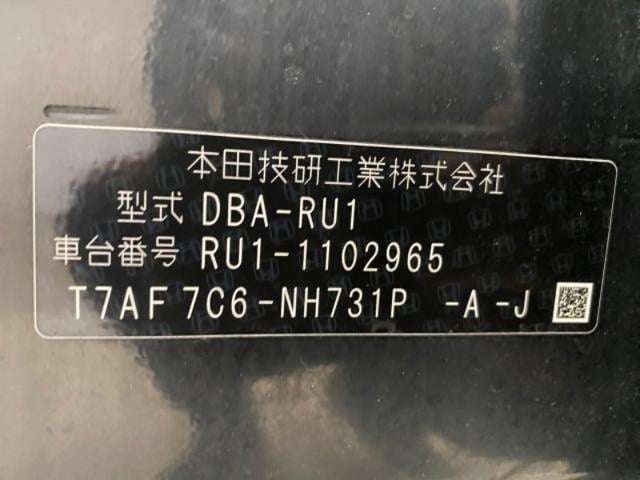 本田技研工業株式会社
型式 DBA-RU1
車台番号 RU1-1102965
T7AF 7C6-NH731P -A -J